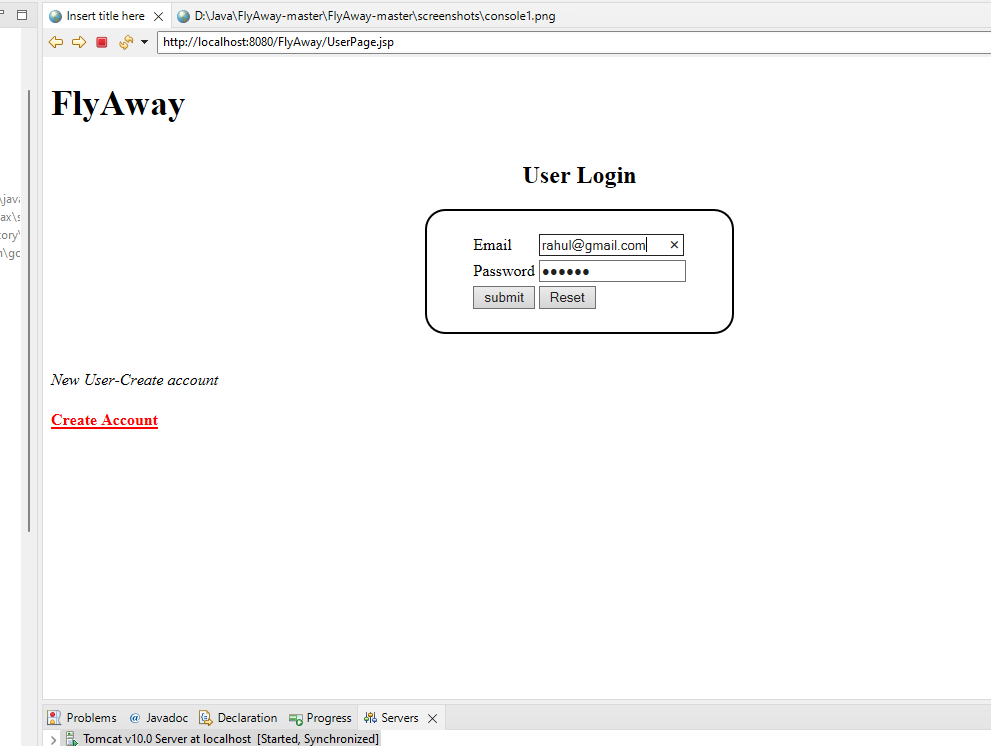 Insert title here D:\Java\FlyAway-master\FlyAway-master\screenshots\console1.png
http://localhost:8080/FlyAway/UserPage.jsp
FlyAway
User Login
\java
ax\s
tory\
Email rahul@gmail.com
Password ●●●●●●
submit Reset
New User-Create account
Create Account
Problems @ Javadoc Declaration Progress Servers
Tomcat v10.0 Server at localhost [Started, Synchronized]